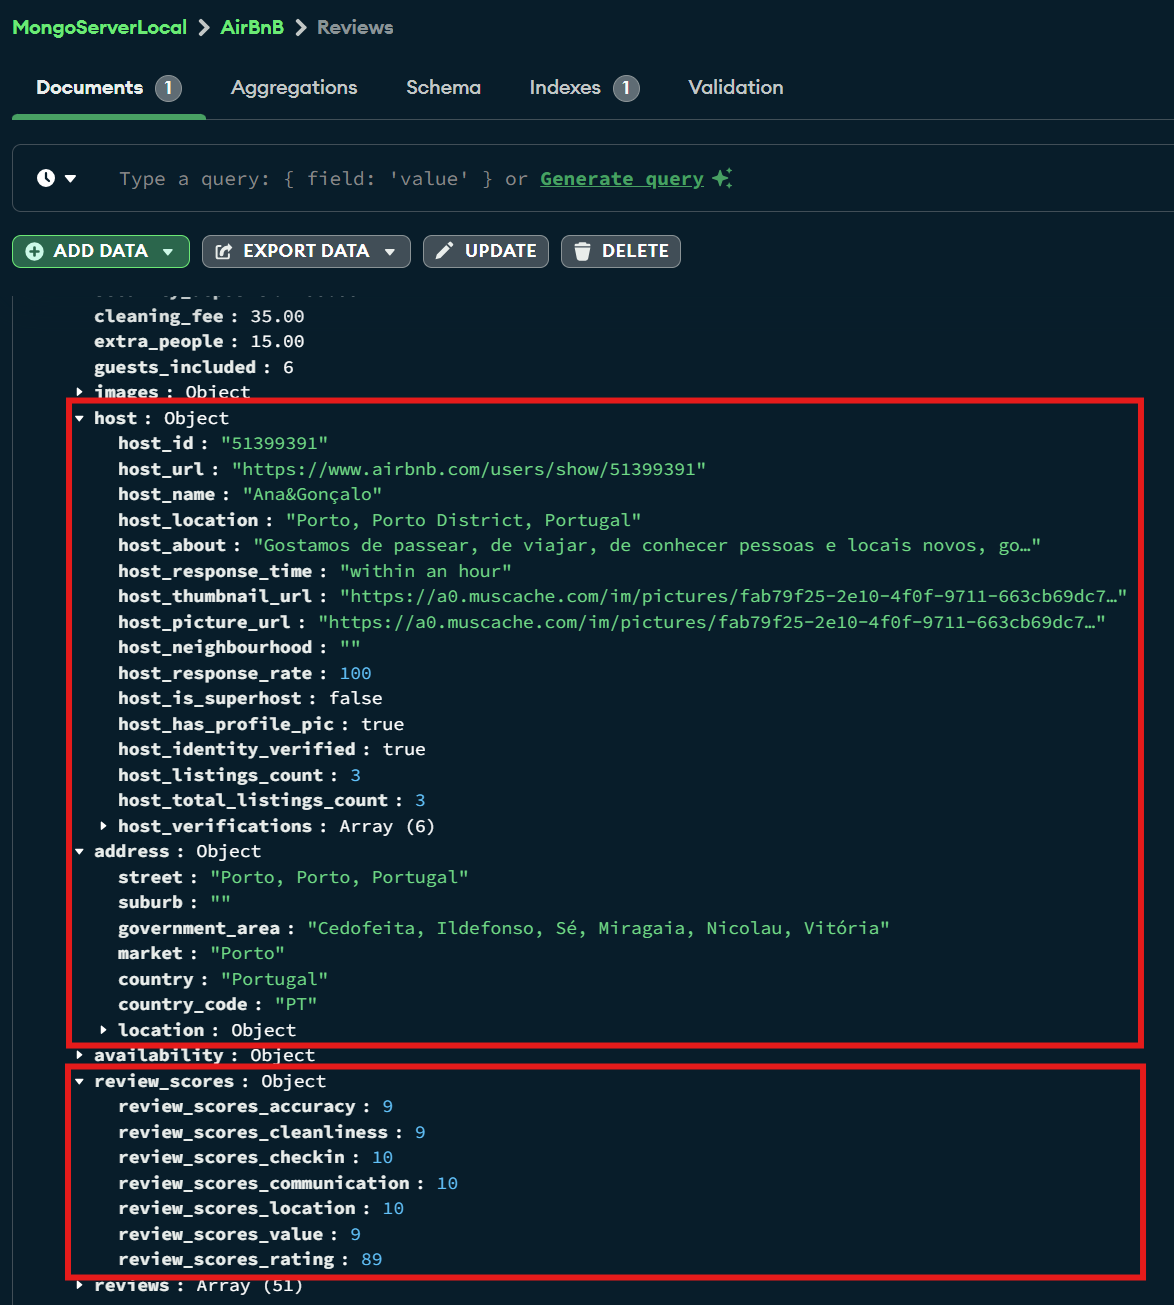 MongoServerLocal > AirBnB > Reviews
Documents 1 Aggregations Schema Indexes 1 Validation
Type a query: { field: 'value' } or Generate query
ADD DATA EXPORT DATA UPDATE DELETE
cleaning_fee : 35.00
extra_people : 15.00
guests_included : 6
images : Object
host : Object
host_id : "51399391"
host_url : "https://www.airbnb.com/users/show/51399391"
host_name : "Ana&Gonçalo"
host_location : "Porto, Porto District, Portugal"
host_about : "Gostamos de passear, de viajar, de conhecer pessoas e locais novos, go…"
host_response_time : "within an hour"
host_thumbnail_url : "https://a0.muscache.com/im/pictures/fab79f25-2e10-4f0f-9711-663cb69dc7…"
host_picture_url : "https://a0.muscache.com/im/pictures/fab79f25-2e10-4f0f-9711-663cb69dc7…"
host_neighbourhood : ""
host_response_rate : 100
host_is_superhost : false
host_has_profile_pic : true
host_identity_verified : true
host_listings_count : 3
host_total_listings_count : 3
host_verifications : Array (6)
address : Object
street : "Porto, Porto, Portugal"
suburb : ""
government_area : "Cedofeita, Ildefonso, Sé, Miragaia, Nicolau, Vitória"
market : "Porto"
country : "Portugal"
country_code : "PT"
location : Object
availability : Object
review_scores : Object
review_scores_accuracy : 9
review_scores_cleanliness : 9
review_scores_checkin : 10
review_scores_communication : 10
review_scores_location : 10
review_scores_value : 9
review_scores_rating : 89
reviews : Array (51)